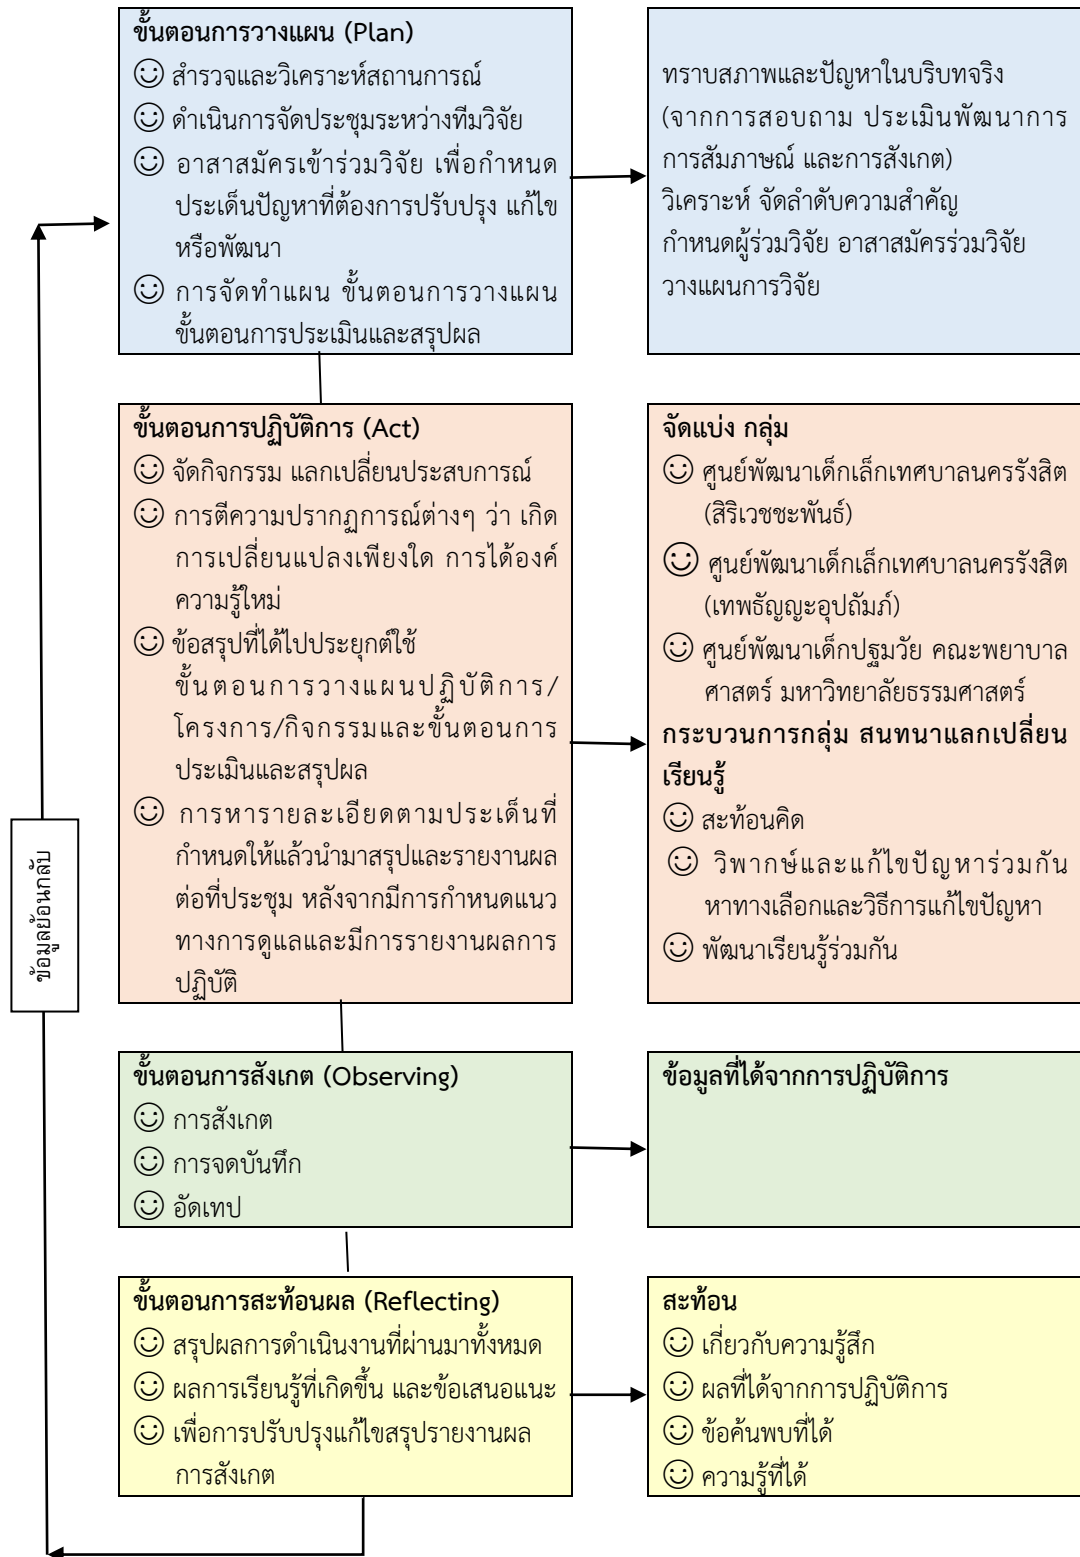 ขั้นตอนการวางแผน (Plan)
☺ สำรวจและวิเคราะห์สถานการณ์
☺ ดำเนินการจัดประชุมระหว่างทีมวิจัย
☺ อาสาสมัครเข้าร่วมวิจัย เพื่อกำหนด
ประเด็นปัญหาที่ต้องการปรับปรุง แก้ไข
หรือพัฒนา
☺ การจัดทำแผน ขั้นตอนการวางแผน
ขั้นตอนการประเมินและสรุปผล
ทราบสภาพและปัญหาในบริบทจริง
(จากการสอบถาม ประเมินพัฒนาการ
การสัมภาษณ์ และการสังเกต)
วิเคราะห์ จัดลำดับความสำคัญ
กำหนดผู้ร่วมวิจัย อาสาสมัครร่วมวิจัย
วางแผนการวิจัย
ขั้นตอนการปฏิบัติการ (Act)
☺ จัดกิจกรรม แลกเปลี่ยนประสบการณ์
☺ การตีความปรากฏการณ์ต่างๆ ว่า เกิด
การเปลี่ยนแปลงเพียงใด การได้องค์
ความรู้ใหม่
☺ ข้อสรุปที่ได้ไปประยุกต์ใช้
ขั้นตอนการวางแผนปฏิบัติการ/
โครงการ/กิจกรรมและขั้นตอนการ
ประเมินและสรุปผล
☺ การหารายละเอียดตามประเด็นที่
กำหนดให้แล้วนำมาสรุปและรายงานผล
ต่อที่ประชุม หลังจากมีการกำหนดแนว
ทางการดูแลและมีการรายงานผลการ
ปฏิบัติ
จัดแบ่ง กลุ่ม
☺ ศูนย์พัฒนาเด็กเล็กเทศบาลนครรังสิต
(สิริเวชชะพันธ์)
☺ ศูนย์พัฒนาเด็กเล็กเทศบาลนครรังสิต
(เทพธัญญะอุปถัมภ์)
☺ ศูนย์พัฒนาเด็กปฐมวัย คณะพยาบาล
ศาสตร์ มหาวิทยาลัยธรรมศาสตร์
กระบวนการกลุ่ม สนทนาแลกเปลี่ยน
เรียนรู้
☺ สะท้อนคิด
☺ วิพากษ์และแก้ไขปัญหาร่วมกัน
หาทางเลือกและวิธีการแก้ไขปัญหา
☺ พัฒนาเรียนรู้ร่วมกัน
ข้อมูลย้อนกลับ
ขั้นตอนการสังเกต (Observing)
☺ การสังเกต
☺ การจดบันทึก
☺ อัดเทป
ข้อมูลที่ได้จากการปฏิบัติการ
ขั้นตอนการสะท้อนผล (Reflecting)
☺ สรุปผลการดำเนินงานที่ผ่านมาทั้งหมด
☺ ผลการเรียนรู้ที่เกิดขึ้น และข้อเสนอแนะ
☺ เพื่อการปรับปรุงแก้ไขสรุปรายงานผล
การสังเกต
สะท้อน
☺ เกี่ยวกับความรู้สึก
☺ ผลที่ได้จากการปฏิบัติการ
☺ ข้อค้นพบที่ได้
☺ ความรู้ที่ได้